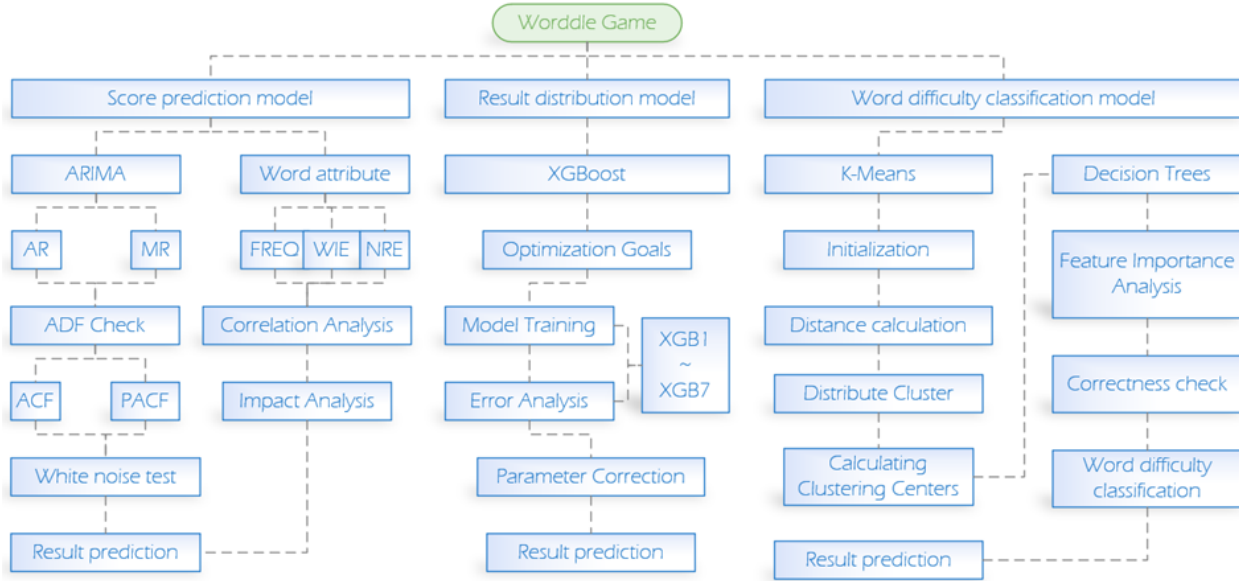 Worddle Game
Score prediction model
Result distribution model
Word difficulty classification model
ARIMA
Word attribute
XGBoost
K-Means
Decision Trees
AR
MR
FREQ
WIE
NRE
Optimization Goals
Initialization
Feature Importance
Analysis
ADF Check
Correlation Analysis
Model Training
XGB1
~
XGB7
Distance calculation
ACF
PACF
Impact Analysis
Error Analysis
Distribute Cluster
Correctness check
White noise test
Parameter Correction
Calculating
Clustering Centers
Word difficulty
classification
Result prediction
Result prediction
Result prediction